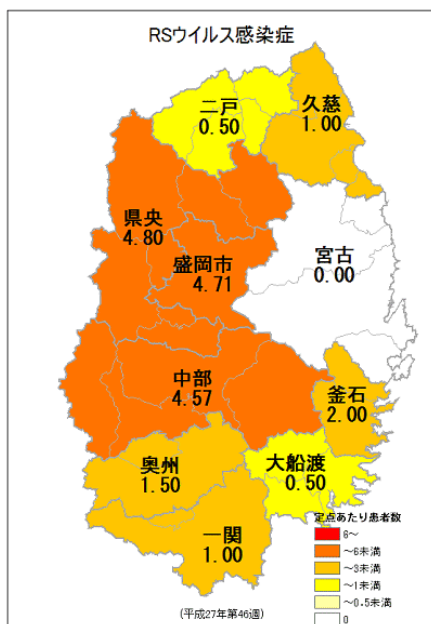 RSウイルス感染症
二戸
0.50
久慈
1.00
県央
4.80
盛岡市
4.71
宮古
0.00
中部
4.57
釜石
2.00
奥州
1.50
大船渡
0.50
一関
1.00
定点あたり患者数
6～
～6未満
～3未満
～1未満
～0.5未満
0
(平成27年第46週)